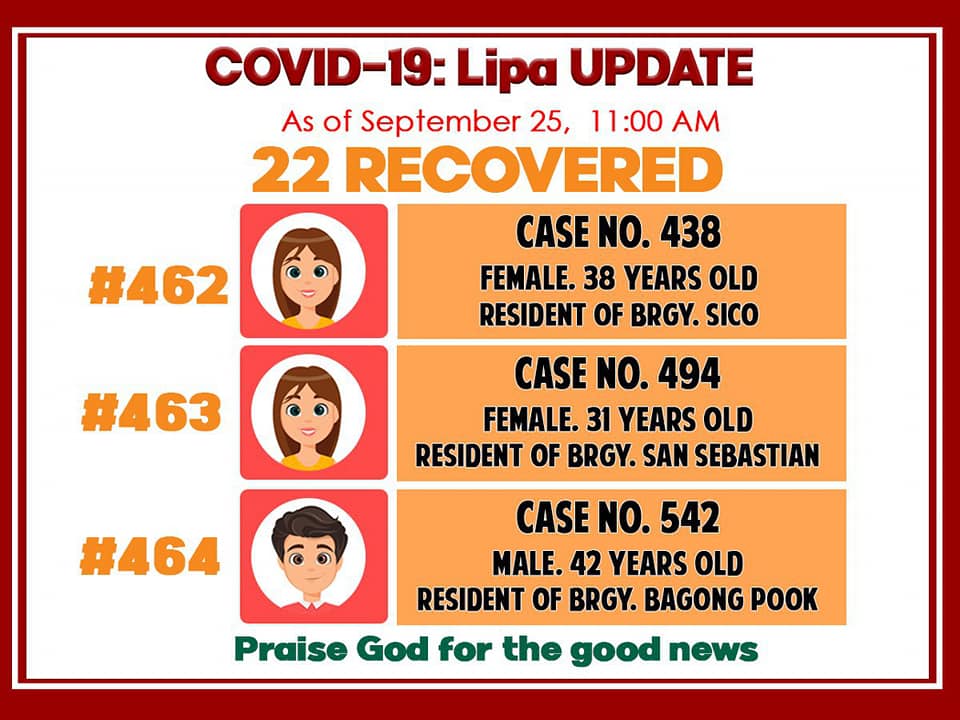 COVID-19: Lipa UPDATE
As of September 25, 11:00 AM
22 RECOVERED
#462
CASE NO. 438
FEMALE. 38 YEARS OLD
RESIDENT OF BRGY. SICO
#463
CASE NO. 494
FEMALE. 31 YEARS OLD
RESIDENT OF BRGY. SAN SEBASTIAN
#464
CASE NO. 542
MALE. 42 YEARS OLD
RESIDENT OF BRGY. BAGONG POOK
Praise God for the good news